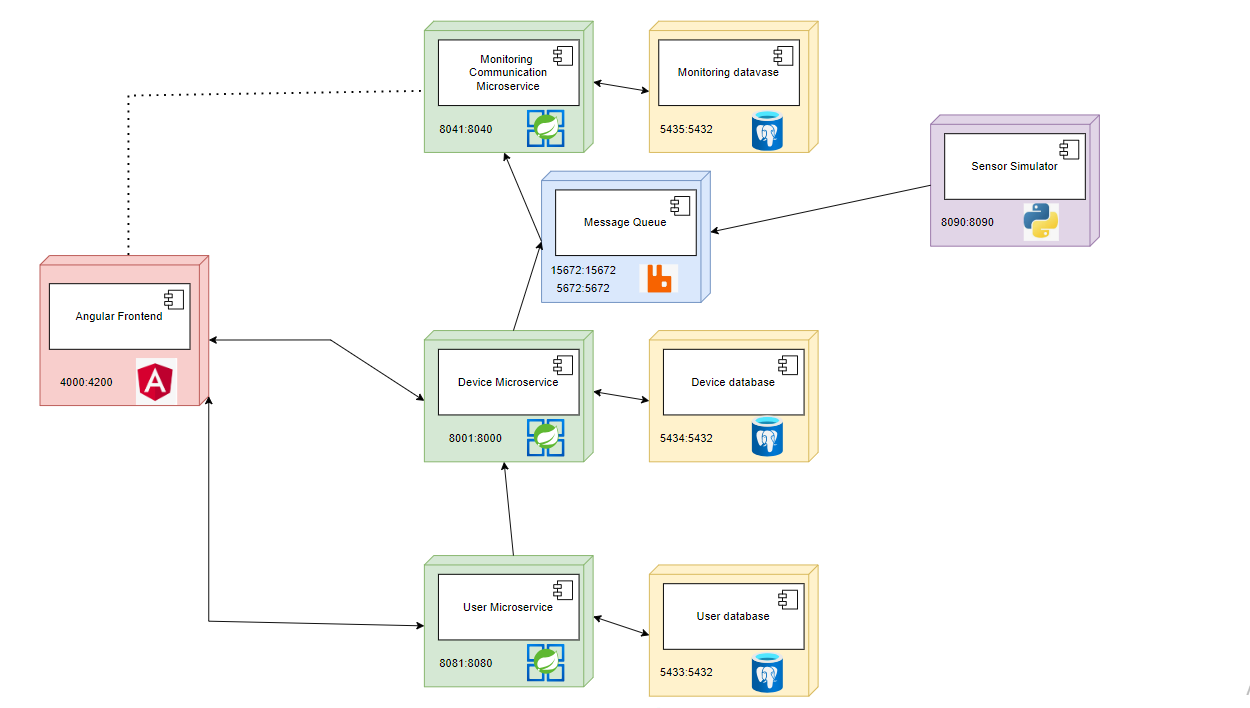 Monitoring
Communication
Microservice
8041:8040
Monitoring datavase
5435:5432
Sensor Simulator
8090:8090
Message Queue
15672:15672
5672:5672
Angular Frontend
4000:4200
Device Microservice
8001:8000
Device database
5434:5432
User Microservice
8081:8080
User database
5433:5432